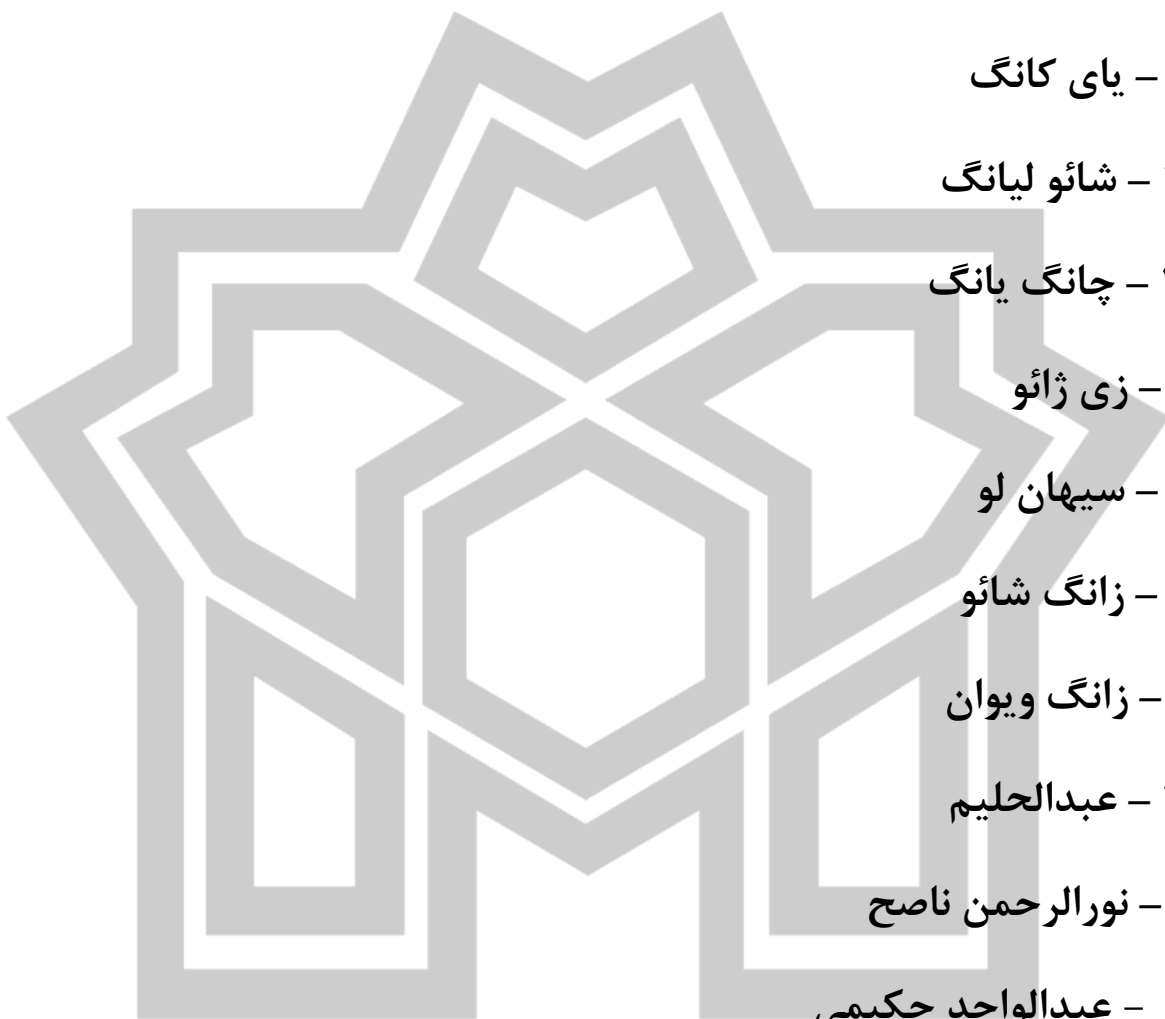 – یای کانگ
– شائو لیانگ
– چانگ یانگ
– زی ژائو
– سیهان لو
– زانگ شائو
– زانگ ویوان
– عبدالحلیم
– نورالرحمن ناصح
– عبدالواحد حکیمی